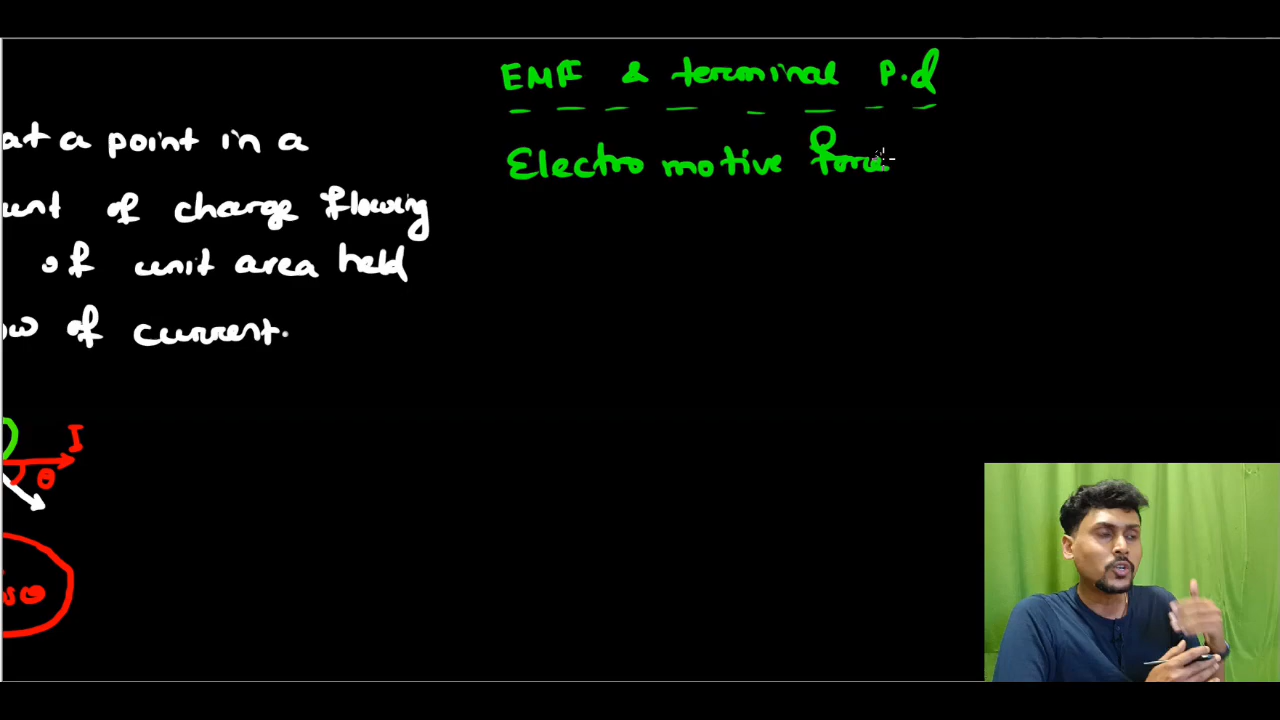 EMF & terminal P.d
Electro motive force
at a point in a
of charge flowing
of unit area held
of current.
I
θ